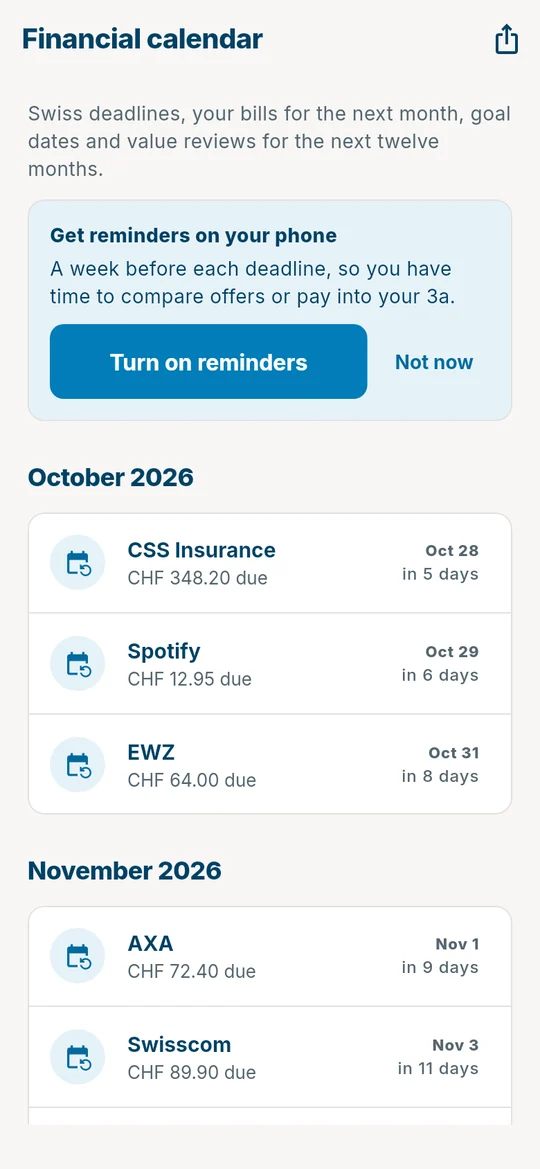 Financial calendar
Swiss deadlines, your bills for the next month, goal
dates and value reviews for the next twelve
months.
Get reminders on your phone
A week before each deadline, so you have
time to compare offers or pay into your 3a.
Turn on reminders
Not now
October 2026
CSS Insurance
Oct 28
CHF 348.20 due
in 5 days
Spotify
Oct 29
CHF 12.95 due
in 6 days
EWZ
Oct 31
CHF 64.00 due
in 8 days
November 2026
AXA
Nov 1
CHF 72.40 due
in 9 days
Swisscom
Nov 3
CHF 89.90 due
in 11 days